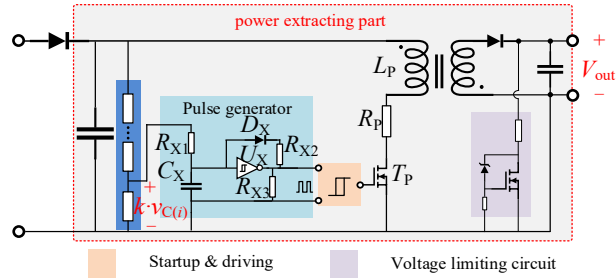 power extracting part
+
V_out
−
L_P
R_P
T_P
Pulse generator
D_X
R_X1
U_X
R_X2
C_X
R_X3
+
k·v_C(i)
−
Startup & driving
Voltage limiting circuit